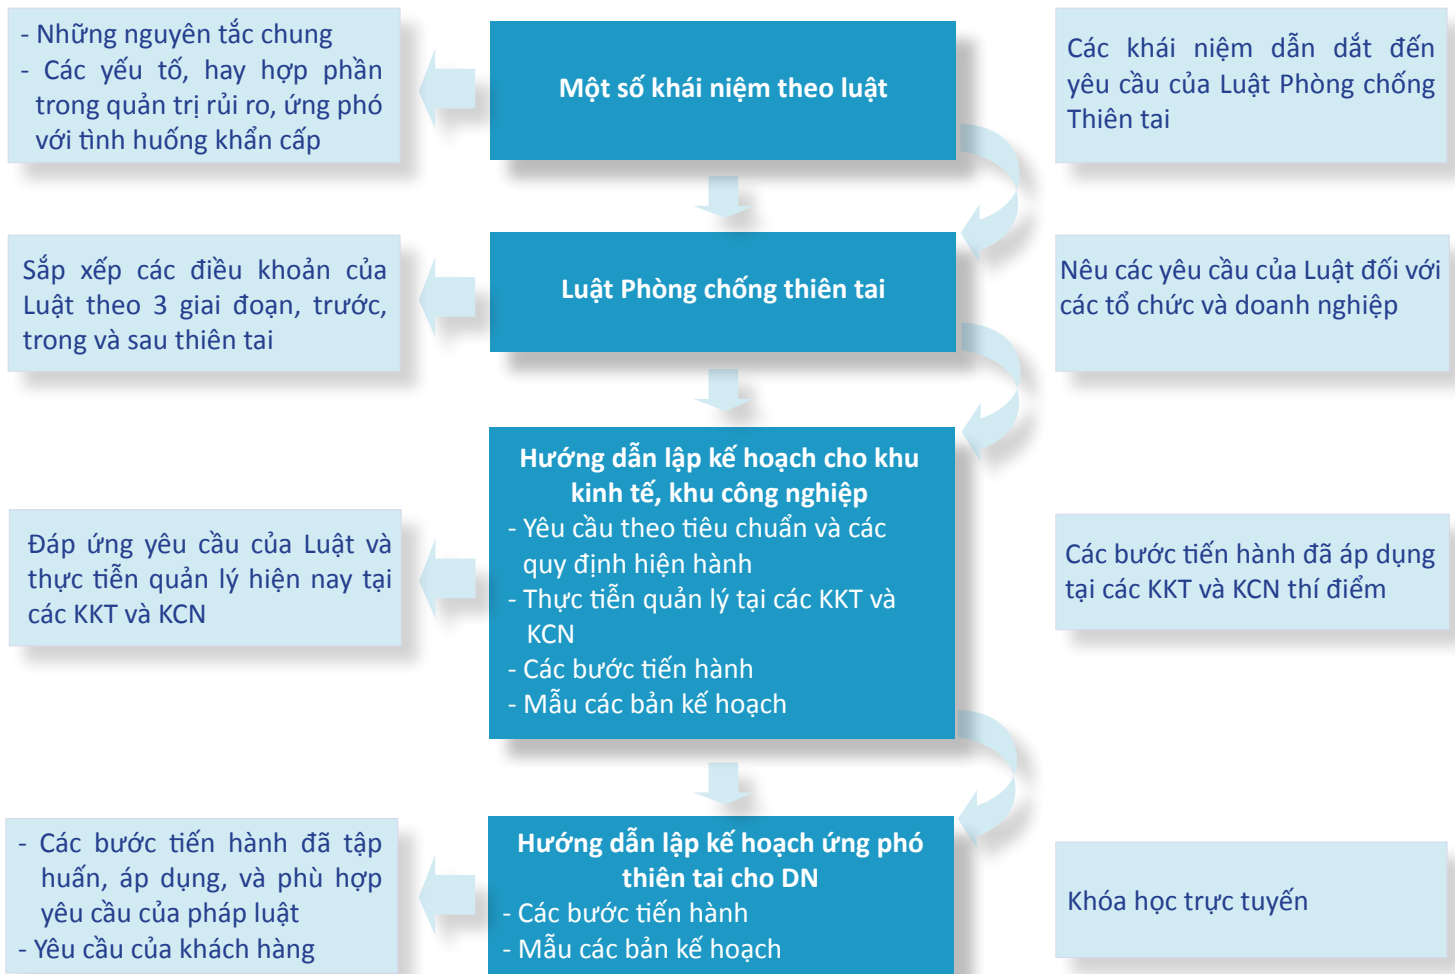 - Những nguyên tắc chung
- Các yếu tố, hay hợp phần
trong quản trị rủi ro, ứng phó
với tình huống khẩn cấp
Một số khái niệm theo luật
Các khái niệm dẫn dắt đến
yêu cầu của Luật Phòng chống
Thiên tai
Sắp xếp các điều khoản của
Luật theo 3 giai đoạn, trước,
trong và sau thiên tai
Luật Phòng chống thiên tai
Nêu các yêu cầu của Luật đối với
các tổ chức và doanh nghiệp
Đáp ứng yêu cầu của Luật và
thực tiễn quản lý hiện nay tại
các KKT và KCN
Hướng dẫn lập kế hoạch cho khu
kinh tế, khu công nghiệp
- Yêu cầu theo tiêu chuẩn và các
quy định hiện hành
- Thực tiễn quản lý tại các KKT và
KCN
- Các bước tiến hành
- Mẫu các bản kế hoạch
Các bước tiến hành đã áp dụng
tại các KKT và KCN thí điểm
- Các bước tiến hành đã tập
huấn, áp dụng, và phù hợp
yêu cầu của pháp luật
- Yêu cầu của khách hàng
Hướng dẫn lập kế hoạch ứng phó
thiên tai cho DN
- Các bước tiến hành
- Mẫu các bản kế hoạch
Khóa học trực tuyến